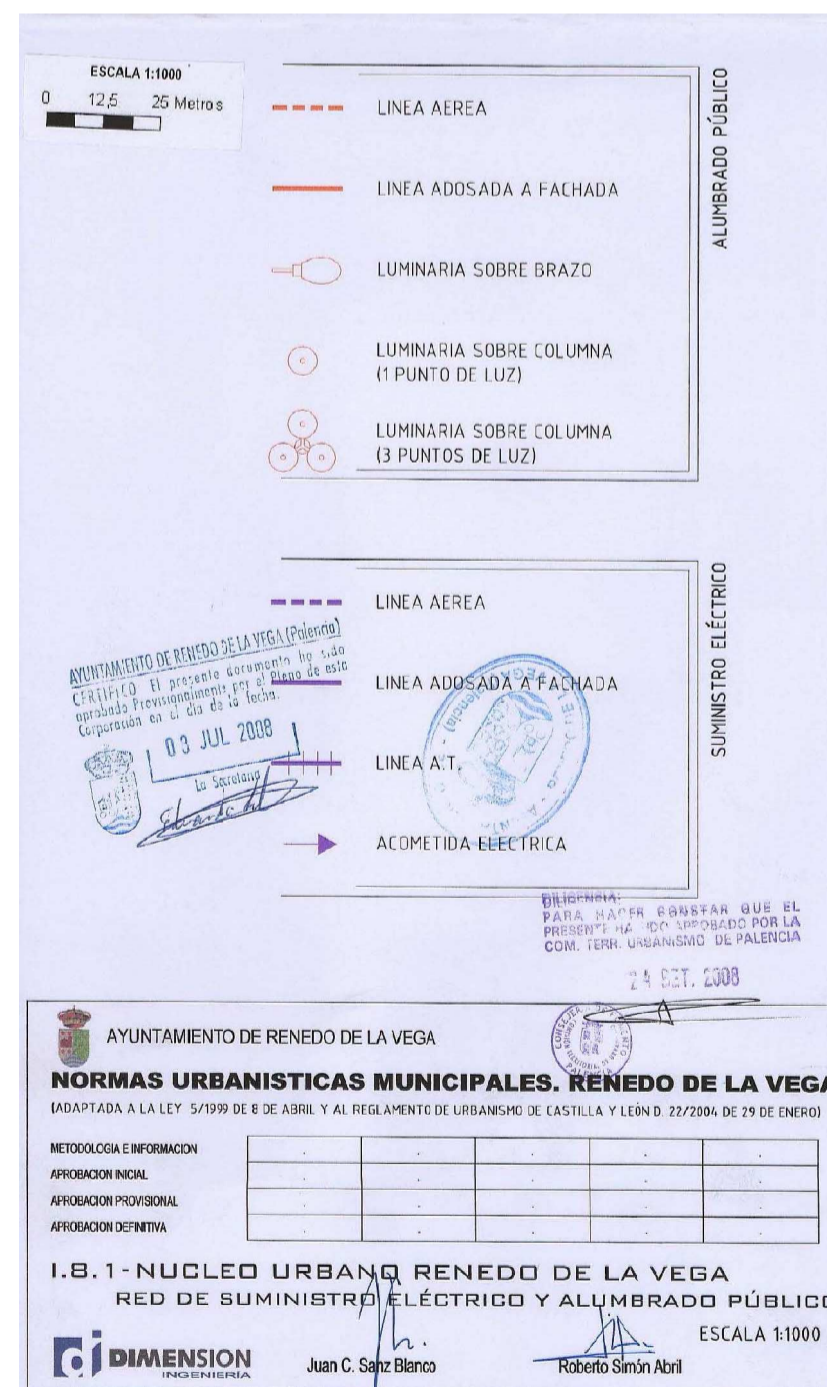 ESCALA 1:1000
0 12,5 25 Metros
LINEA AEREA
LINEA ADOSADA A FACHADA
LUMINARIA SOBRE BRAZO
LUMINARIA SOBRE COLUMNA
(1 PUNTO DE LUZ)
LUMINARIA SOBRE COLUMNA
(3 PUNTOS DE LUZ)
ALUMBRADO PÚBLICO
LINEA AEREA
LINEA ADOSADA A FACHADA
LINEA A.T.
ACOMETIDA ELECTRICA
SUMINISTRO ELÉCTRICO
AYUNTAMIENTO DE RENEDO DE LA VEGA (Palencia)
CERTIFICO El presente documento ha sido
aprobado Provisionalmente por el Pleno de esta
Corporación en el día de la fecha.
03 JUL 2008
La Secretaria
DILIGENCIA:
PARA HACER CONSTAR QUE EL
PRESENTE HA SIDO APROBADO POR LA
COM. TERR. URBANISMO DE PALENCIA
24 SET. 2008
AYUNTAMIENTO DE RENEDO DE LA VEGA
NORMAS URBANISTICAS MUNICIPALES. RENEDO DE LA VEGA
(ADAPTADA A LA LEY 5/1999 DE 8 DE ABRIL Y AL REGLAMENTO DE URBANISMO DE CASTILLA Y LEÓN D. 22/2004 DE 29 DE ENERO)
METODOLOGIA E INFORMACION
APROBACION INICIAL
APROBACION PROVISIONAL
APROBACION DEFINITIVA
I.8.1-NUCLEO URBANO RENEDO DE LA VEGA
RED DE SUMINISTRO ELÉCTRICO Y ALUMBRADO PÚBLICO
ESCALA 1:1000
di DIMENSION
INGENIERÍA
Juan C. Sanz Blanco
Roberto Simón Abril